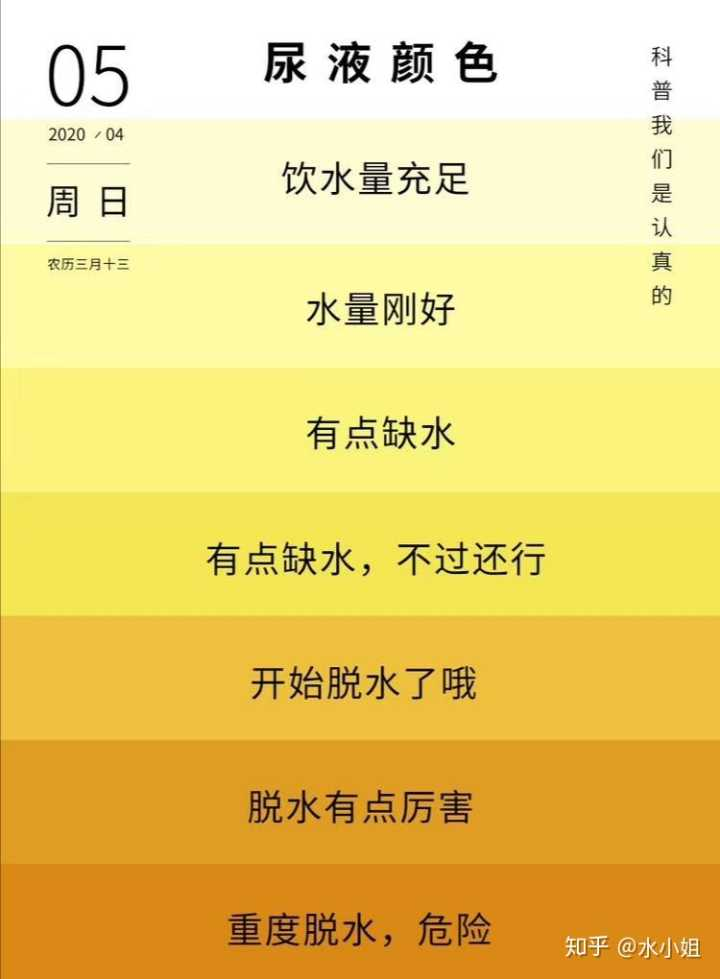 05
2020 / 04
周日
农历三月十三
尿液颜色
科普我们是认真的
饮水量充足
水量刚好
有点缺水
有点缺水，不过还行
开始脱水了哦
脱水有点厉害
重度脱水，危险
知乎 @水小姐